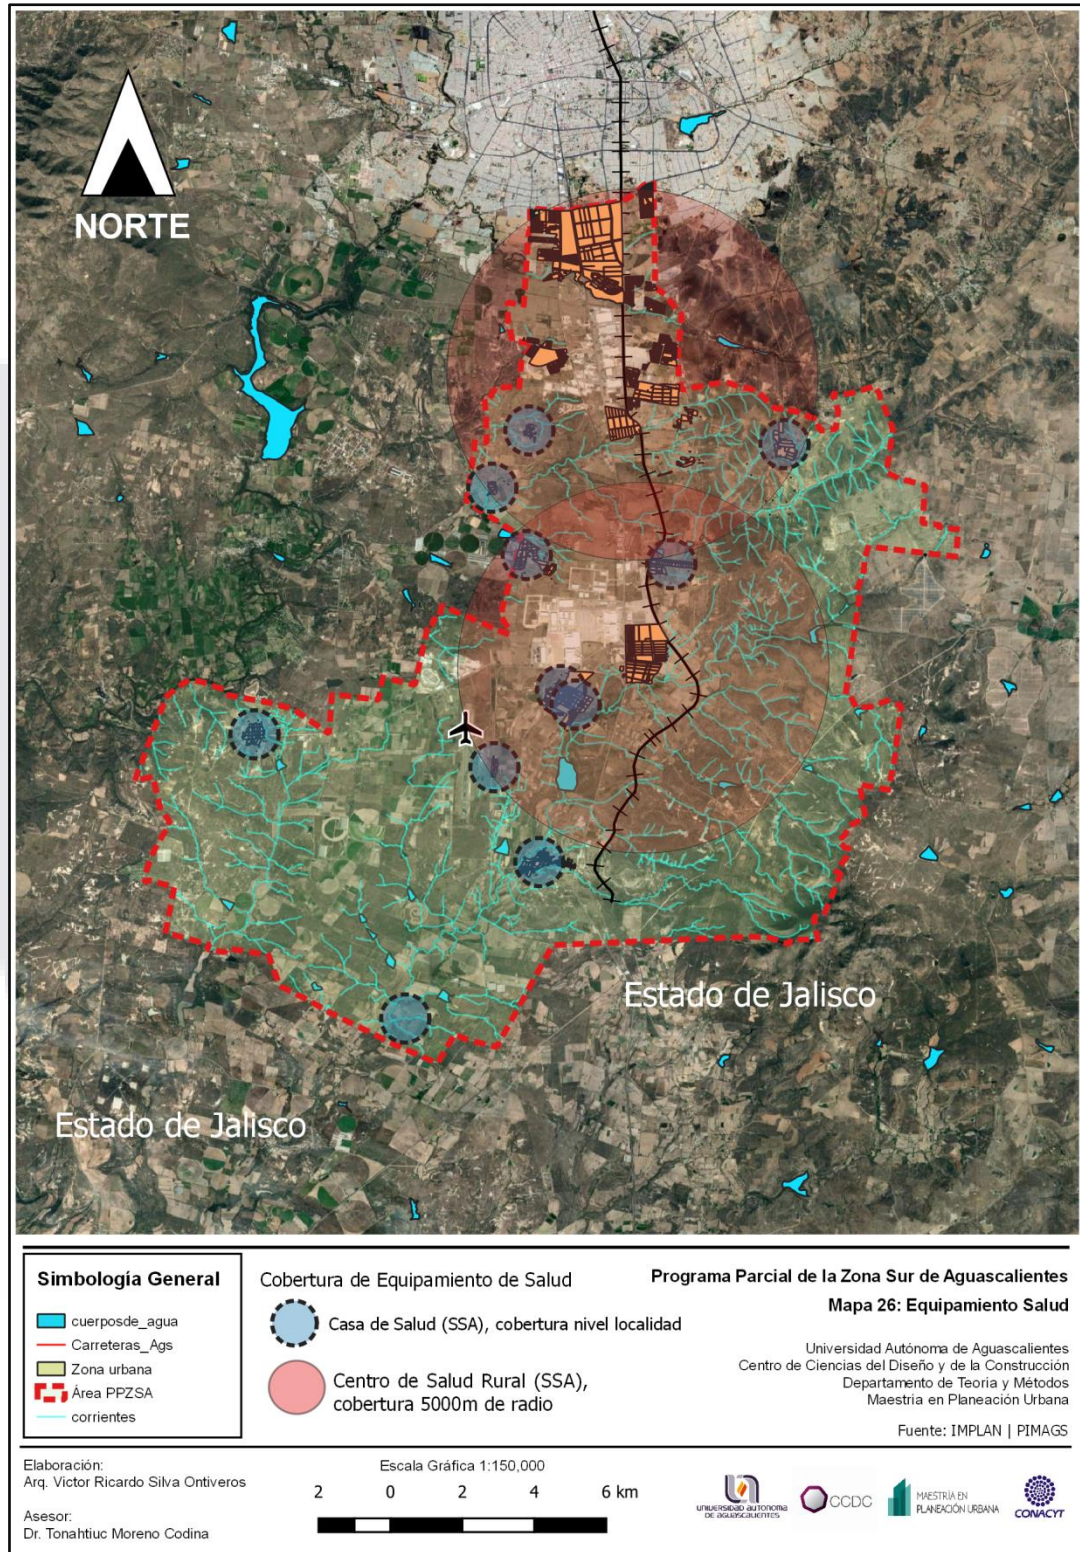 NORTE
Estado de Jalisco
Estado de Jalisco
Simbología General
cuerposde_agua
Carreteras_Ags
Zona urbana
Área PPZSA
corrientes
Cobertura de Equipamiento de Salud
Casa de Salud (SSA), cobertura nivel localidad
Centro de Salud Rural (SSA),
cobertura 5000m de radio
Programa Parcial de la Zona Sur de Aguascalientes
Mapa 26: Equipamiento Salud
Universidad Autónoma de Aguascalientes
Centro de Ciencias del Diseño y de la Construcción
Departamento de Teoria y Métodos
Maestria en Planeación Urbana
Fuente: IMPLAN | PIMAGS
Elaboración:
Arq. Victor Ricardo Silva Ontiveros
Asesor:
Dr. Tonahtiuc Moreno Codina
Escala Gráfica 1:150,000
2 0 2 4 6 km
UNIVERSIDAD AUTONOMA
DE AGUASCALIENTES
CCDC
MAESTRÍA EN
PLANEACIÓN URBANA
CONACYT